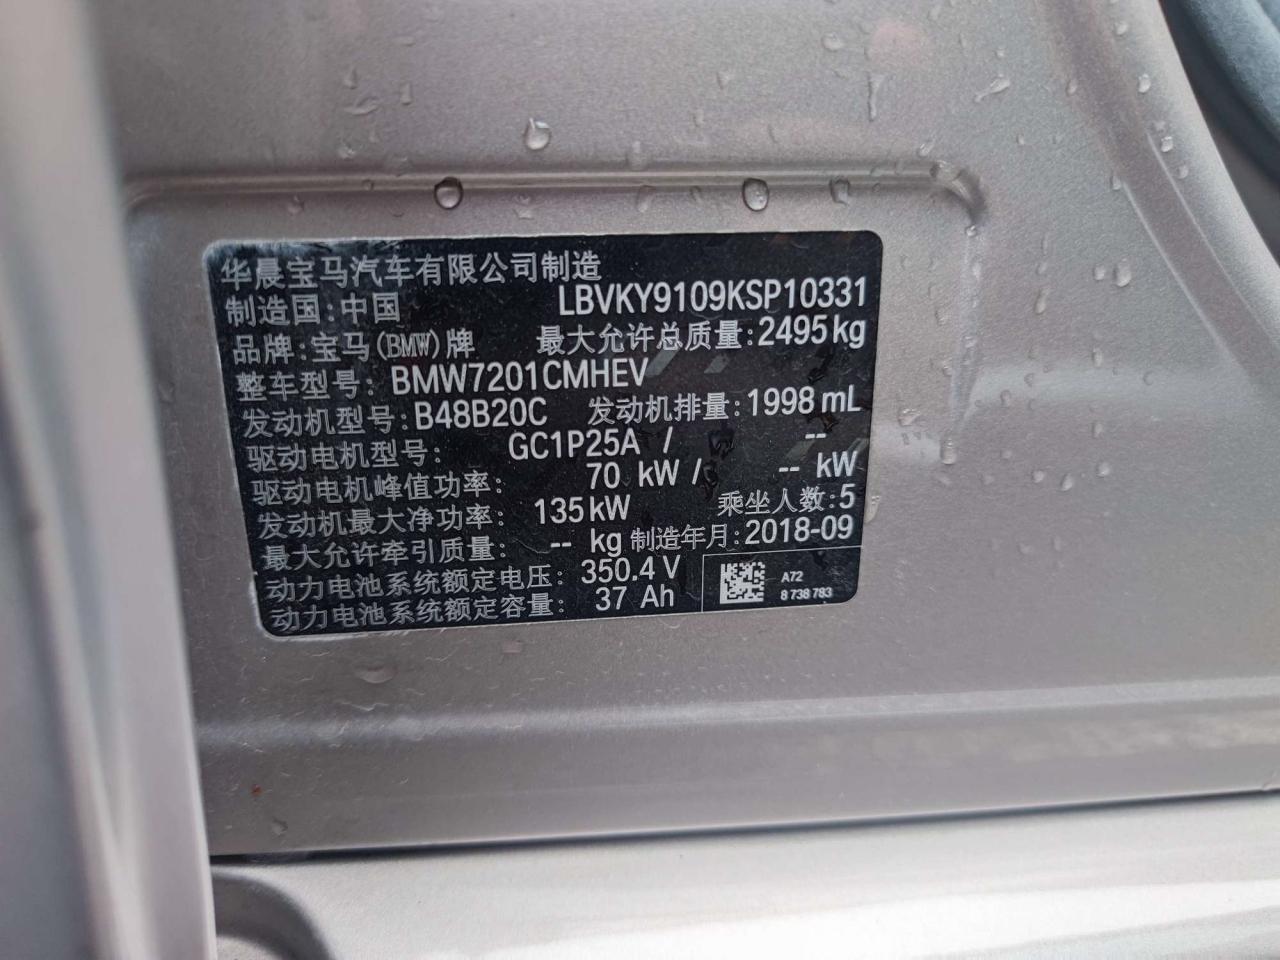 华晨宝马汽车有限公司制造
制造国:中国 LBVKY9109KSP10331
品牌:宝马(BMW)牌 最大允许总质量:2495kg
整车型号: BMW7201CMHEV
发动机型号:B48B20C 发动机排量:1998 mL
驱动电机型号: GC1P25A / --
驱动电机峰值功率: 70 kW / -- kW
发动机最大净功率: 135kW 乘坐人数:5
最大允许牵引质量: -- kg 制造年月:2018-09
动力电池系统额定电压: 350.4 V
动力电池系统额定容量: 37 Ah
A72
8 738 783